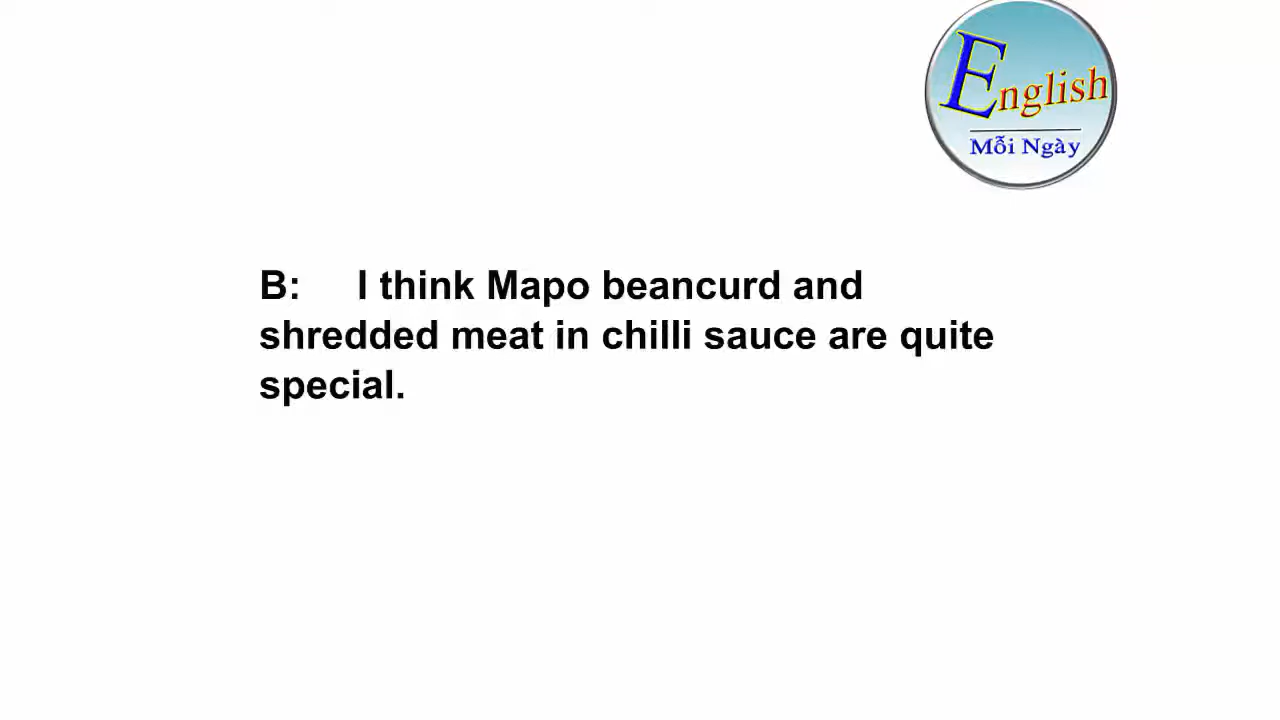 English
Mỗi Ngày
B: I think Mapo beancurd and
shredded meat in chilli sauce are quite
special.